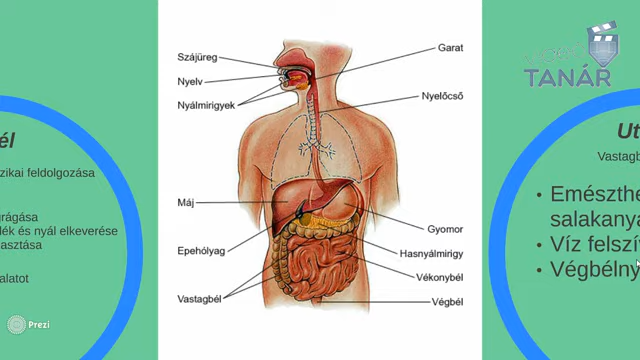 él
zikai feldolgozása
rágása
lék és nyál elkeverése
asztása
alatot
Prezi
Szájüreg
Nyelv
Nyálmirigyek
Máj
Epehólyag
Vastagbél
Garat
Nyelőcső
Gyomor
Hasnyálmirigy
Vékonybél
Végbél
TANÁR
Ut
Vastagb
• Emészthe
salakanya
• Víz felszí
• Végbélny